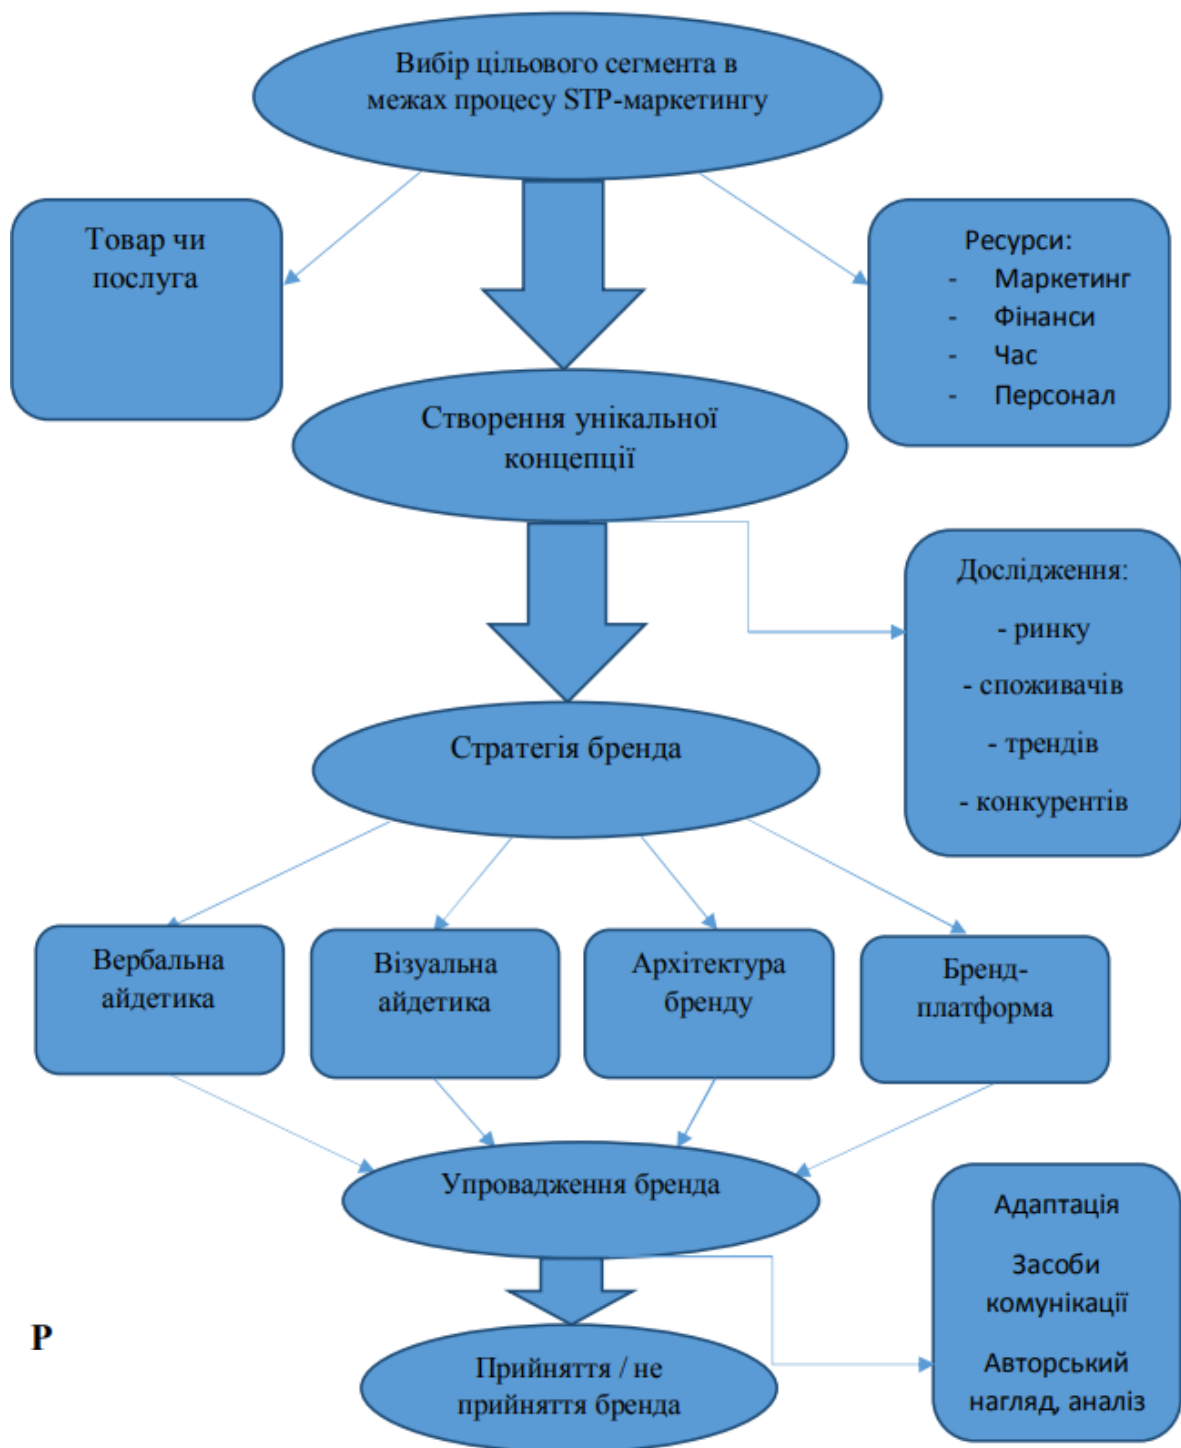 Вибір цільового сегмента в
межах процесу STP-маркетингу
Товар чи
послуга
Ресурси:
- Маркетинг
- Фінанси
- Час
- Персонал
Створення унікальної
концепції
Дослідження:
- ринку
- споживачів
- трендів
- конкурентів
Стратегія бренда
Вербальна
айдетика
Візуальна
айдетика
Архітектура
бренду
Бренд-
платформа
Упровадження бренда
Адаптація
Засоби
комунікації
Авторський
нагляд, аналіз
Р
Прийняття / не
прийняття бренда